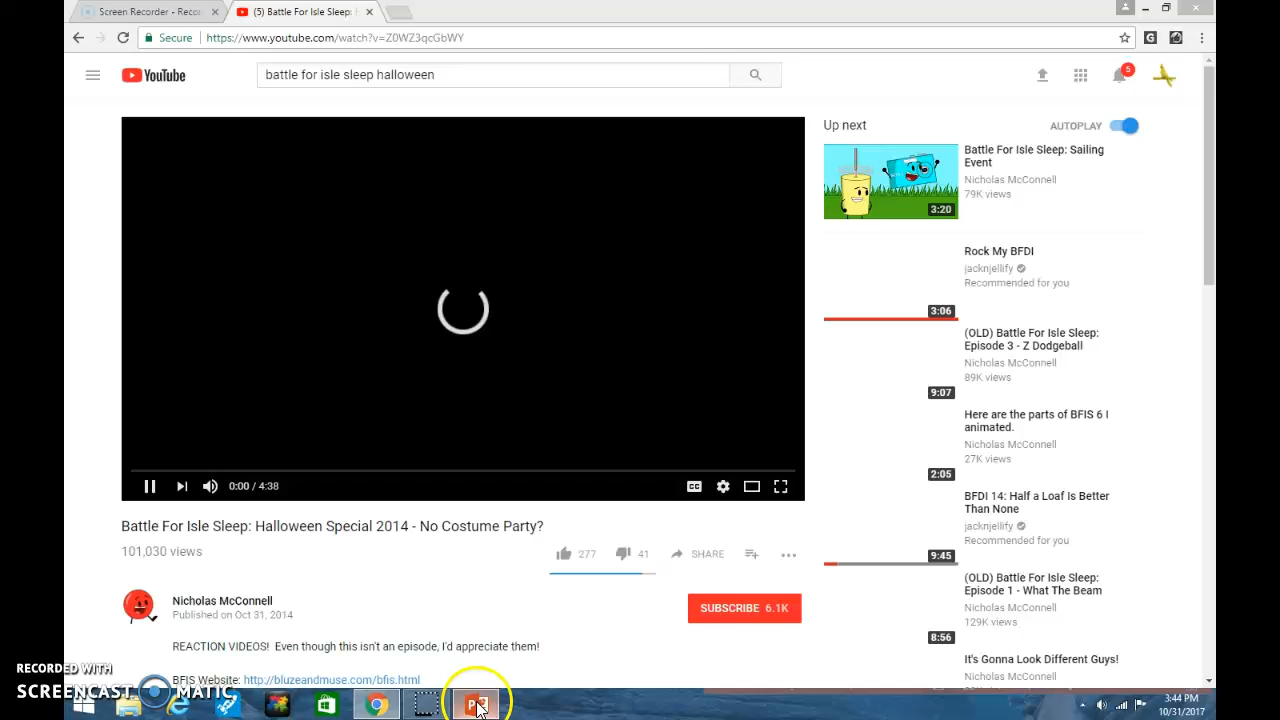 Screen Recorder - Reco
(5) Battle For Isle Sleep:
Secure
https://www.youtube.com/watch?v=Z0WZ3qcGbWY
YouTube
battle for isle sleep halloween
5
0:00 / 4:38
CC
Battle For Isle Sleep: Halloween Special 2014 - No Costume Party?
101,030 views
277
41
SHARE
Nicholas McConnell
Published on Oct 31, 2014
SUBSCRIBE 6.1K
REACTION VIDEOS! Even though this isn't an episode, I'd appreciate them!
BFIS Website: http://bluzeandmuse.com/bfis.html
Up next
AUTOPLAY
Battle For Isle Sleep: Sailing
Event
Nicholas McConnell
79K views
3:20
Rock My BFDI
jacknjellify
Recommended for you
3:06
(OLD) Battle For Isle Sleep:
Episode 3 - Z Dodgeball
Nicholas McConnell
89K views
9:07
Here are the parts of BFIS 6 I
animated.
Nicholas McConnell
27K views
2:05
BFDI 14: Half a Loaf Is Better
Than None
jacknjellify
Recommended for you
9:45
(OLD) Battle For Isle Sleep:
Episode 1 - What The Beam
Nicholas McConnell
129K views
8:56
It's Gonna Look Different Guys!
RECORDED WITH
SCREENCAST MATIC
3:44 PM
10/31/2017